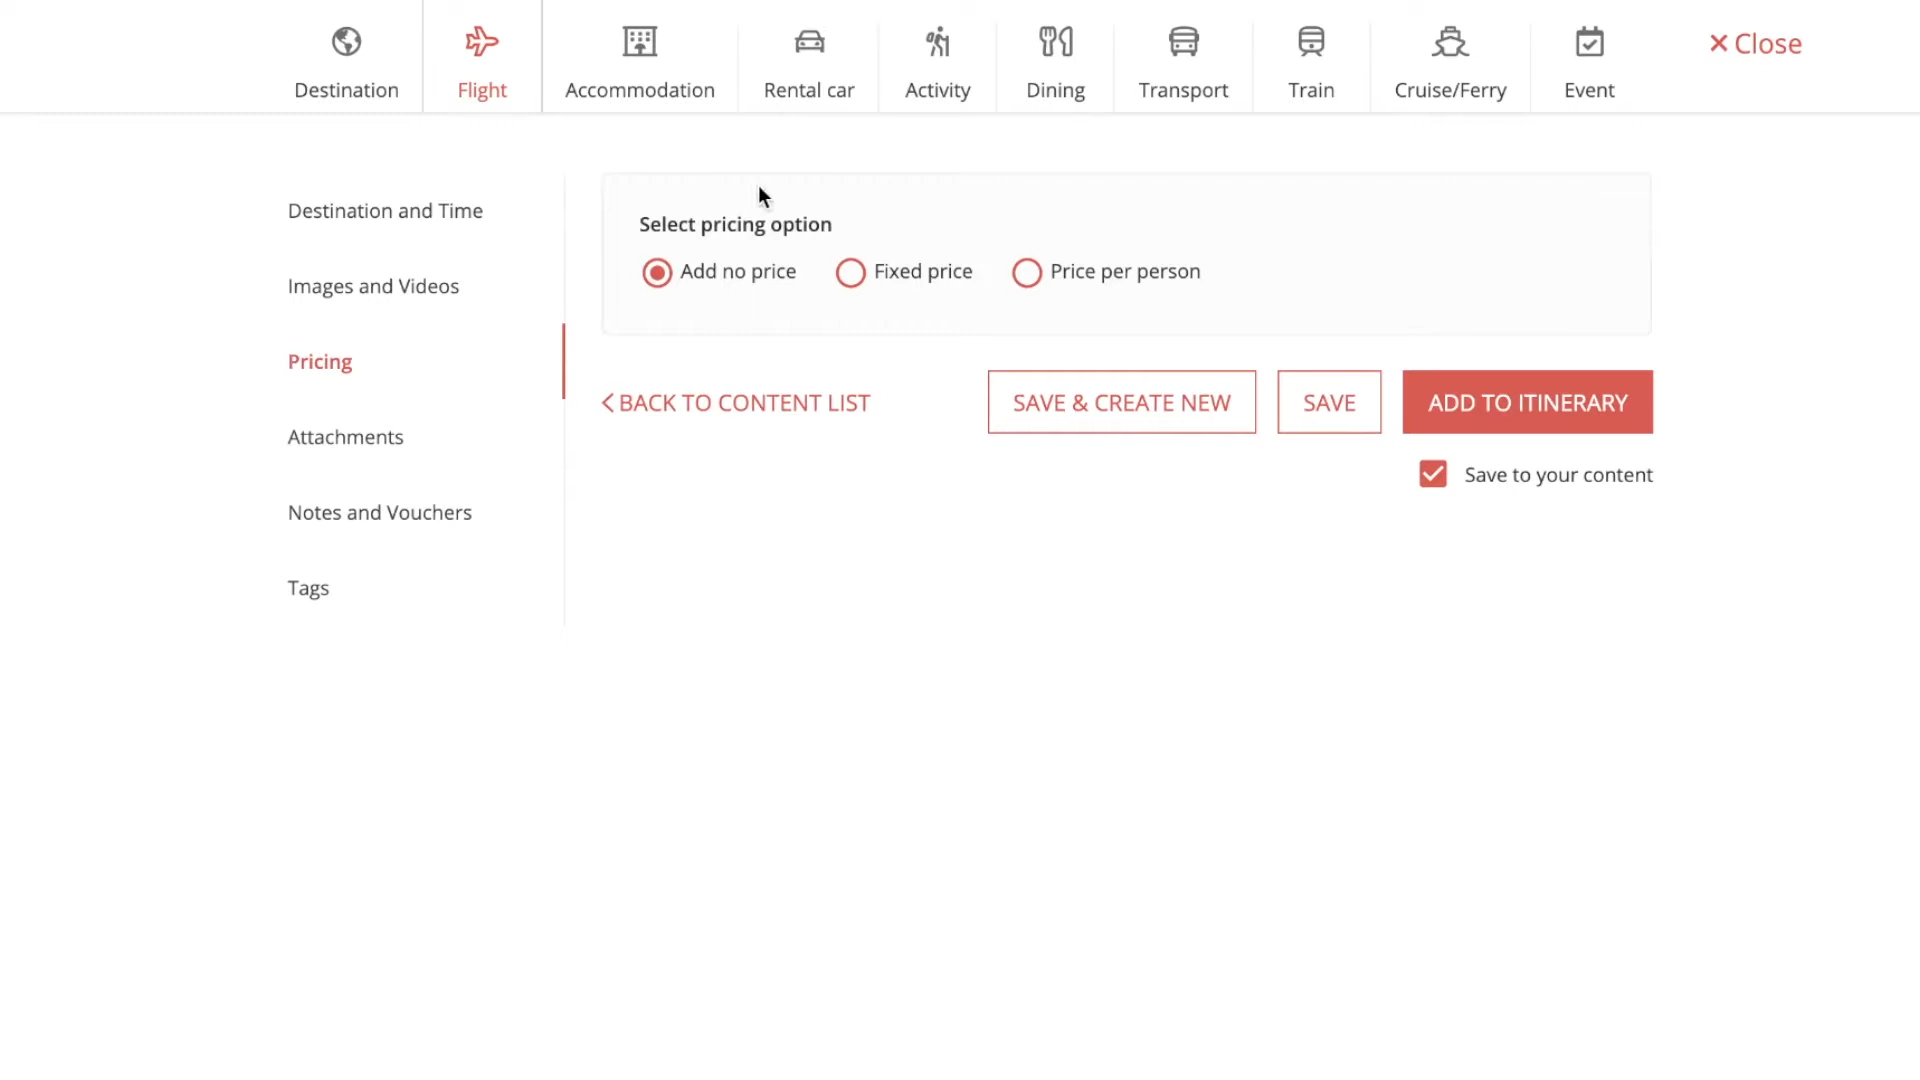 Destination
Flight
Accommodation
Rental car
Activity
Dining
Transport
Train
Cruise/Ferry
Event
Close
Destination and Time
Images and Videos
Pricing
Attachments
Notes and Vouchers
Tags
Select pricing option
Add no price
Fixed price
Price per person
BACK TO CONTENT LIST
SAVE & CREATE NEW
SAVE
ADD TO ITINERARY
Save to your content